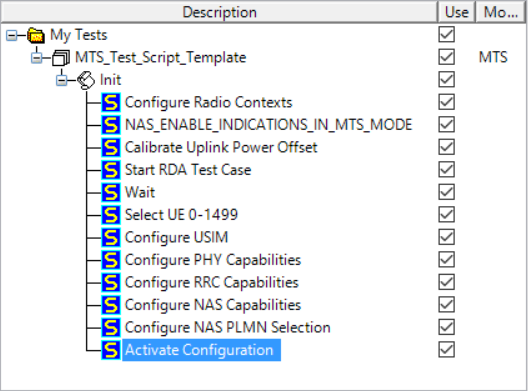 Description Use Mo...
My Tests
MTS_Test_Script_Template MTS
Init
S Configure Radio Contexts
S NAS_ENABLE_INDICATIONS_IN_MTS_MODE
S Calibrate Uplink Power Offset
S Start RDA Test Case
S Wait
S Select UE 0-1499
S Configure USIM
S Configure PHY Capabilities
S Configure RRC Capabilities
S Configure NAS Capabilities
S Configure NAS PLMN Selection
S Activate Configuration